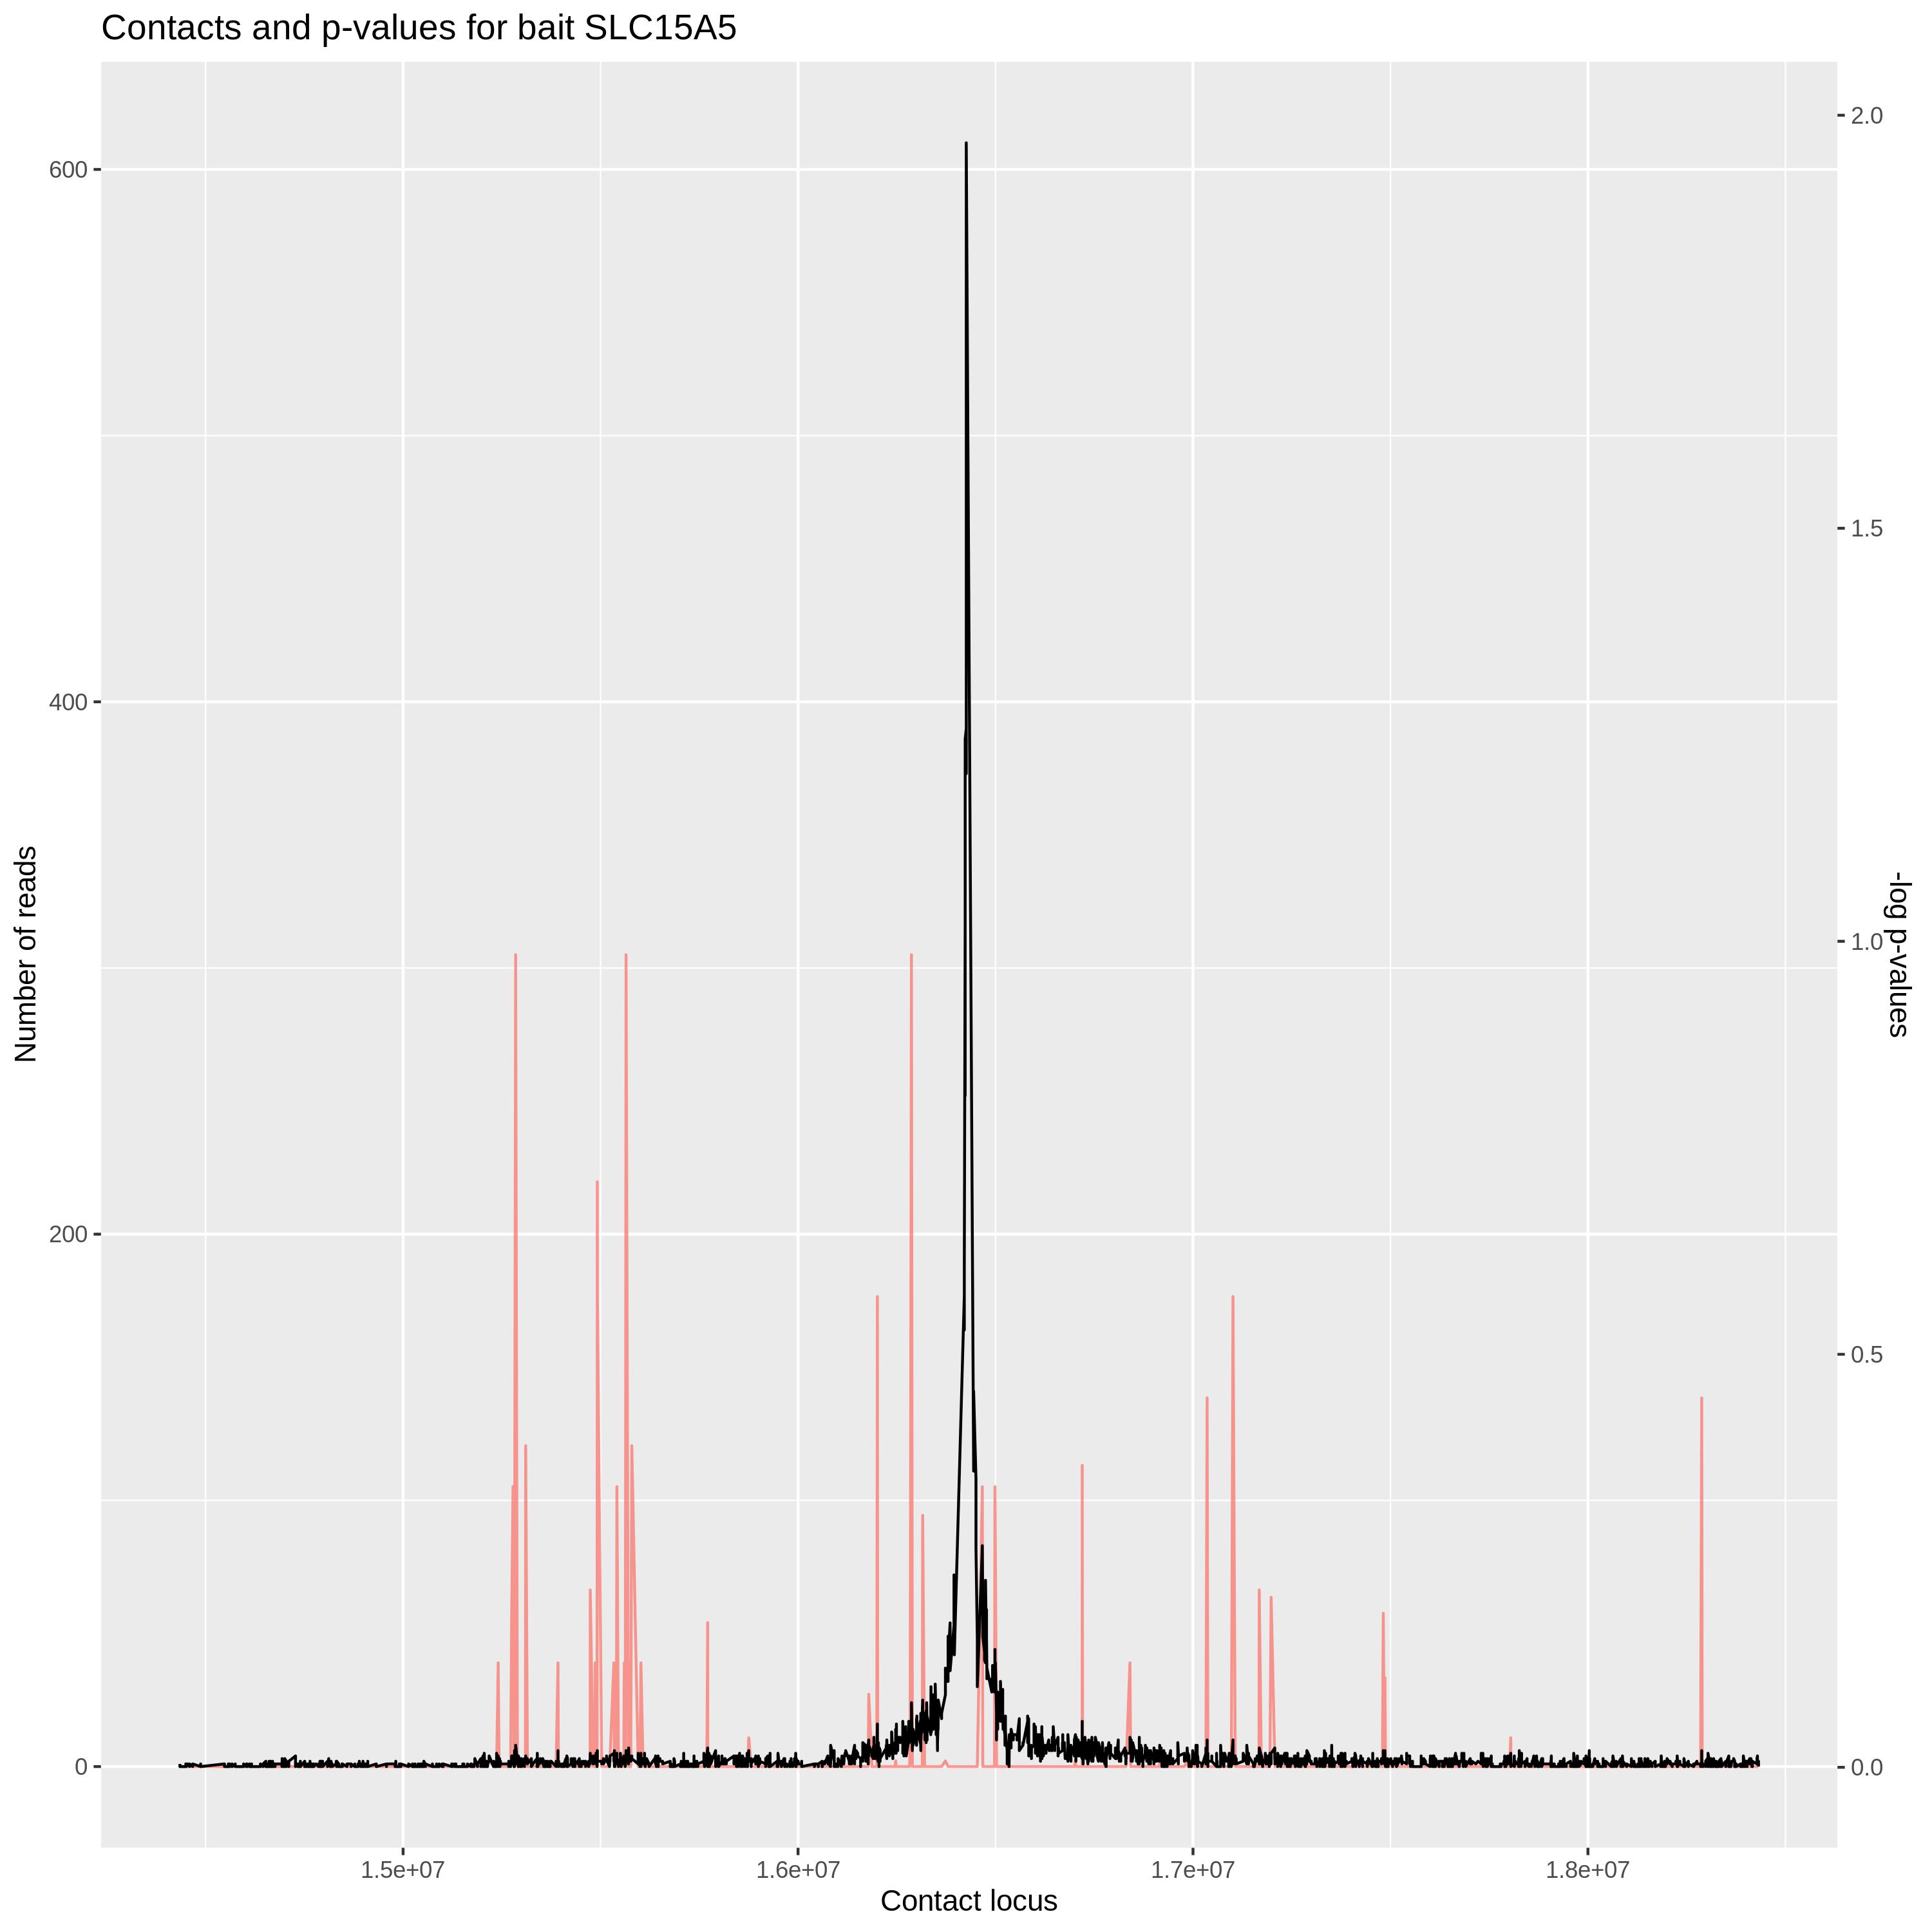 Contacts and p-values for bait SLC15A5
600
400
200
0
Number of reads
2.0
1.5
1.0
0.5
0.0
-log p-values
1.5e+07
1.6e+07
1.7e+07
1.8e+07
Contact locus